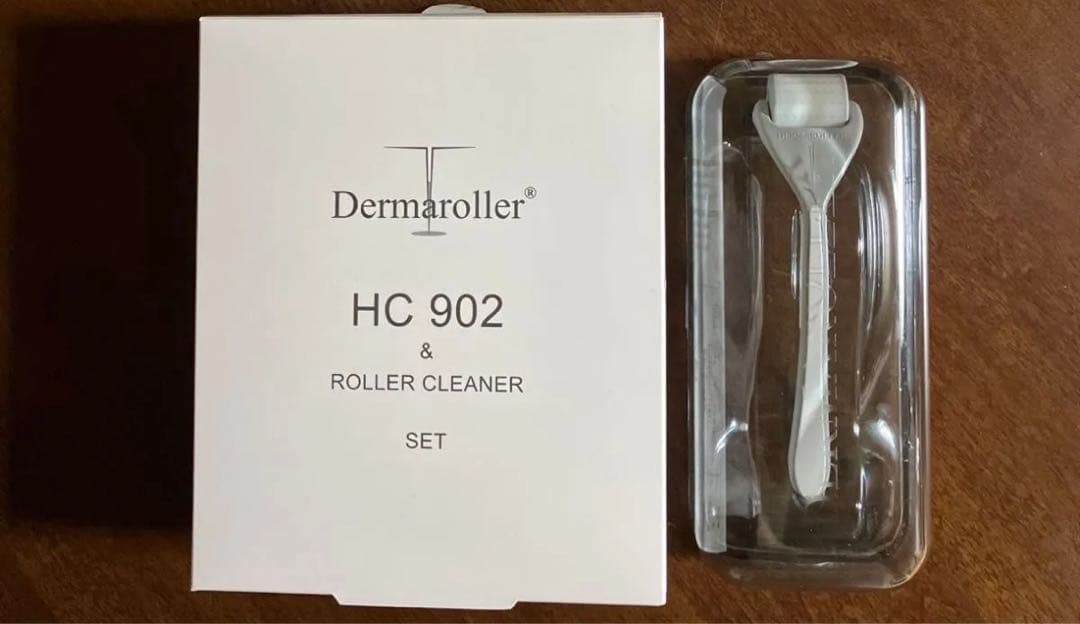 Dermaroller®
HC 902
&
ROLLER CLEANER
SET